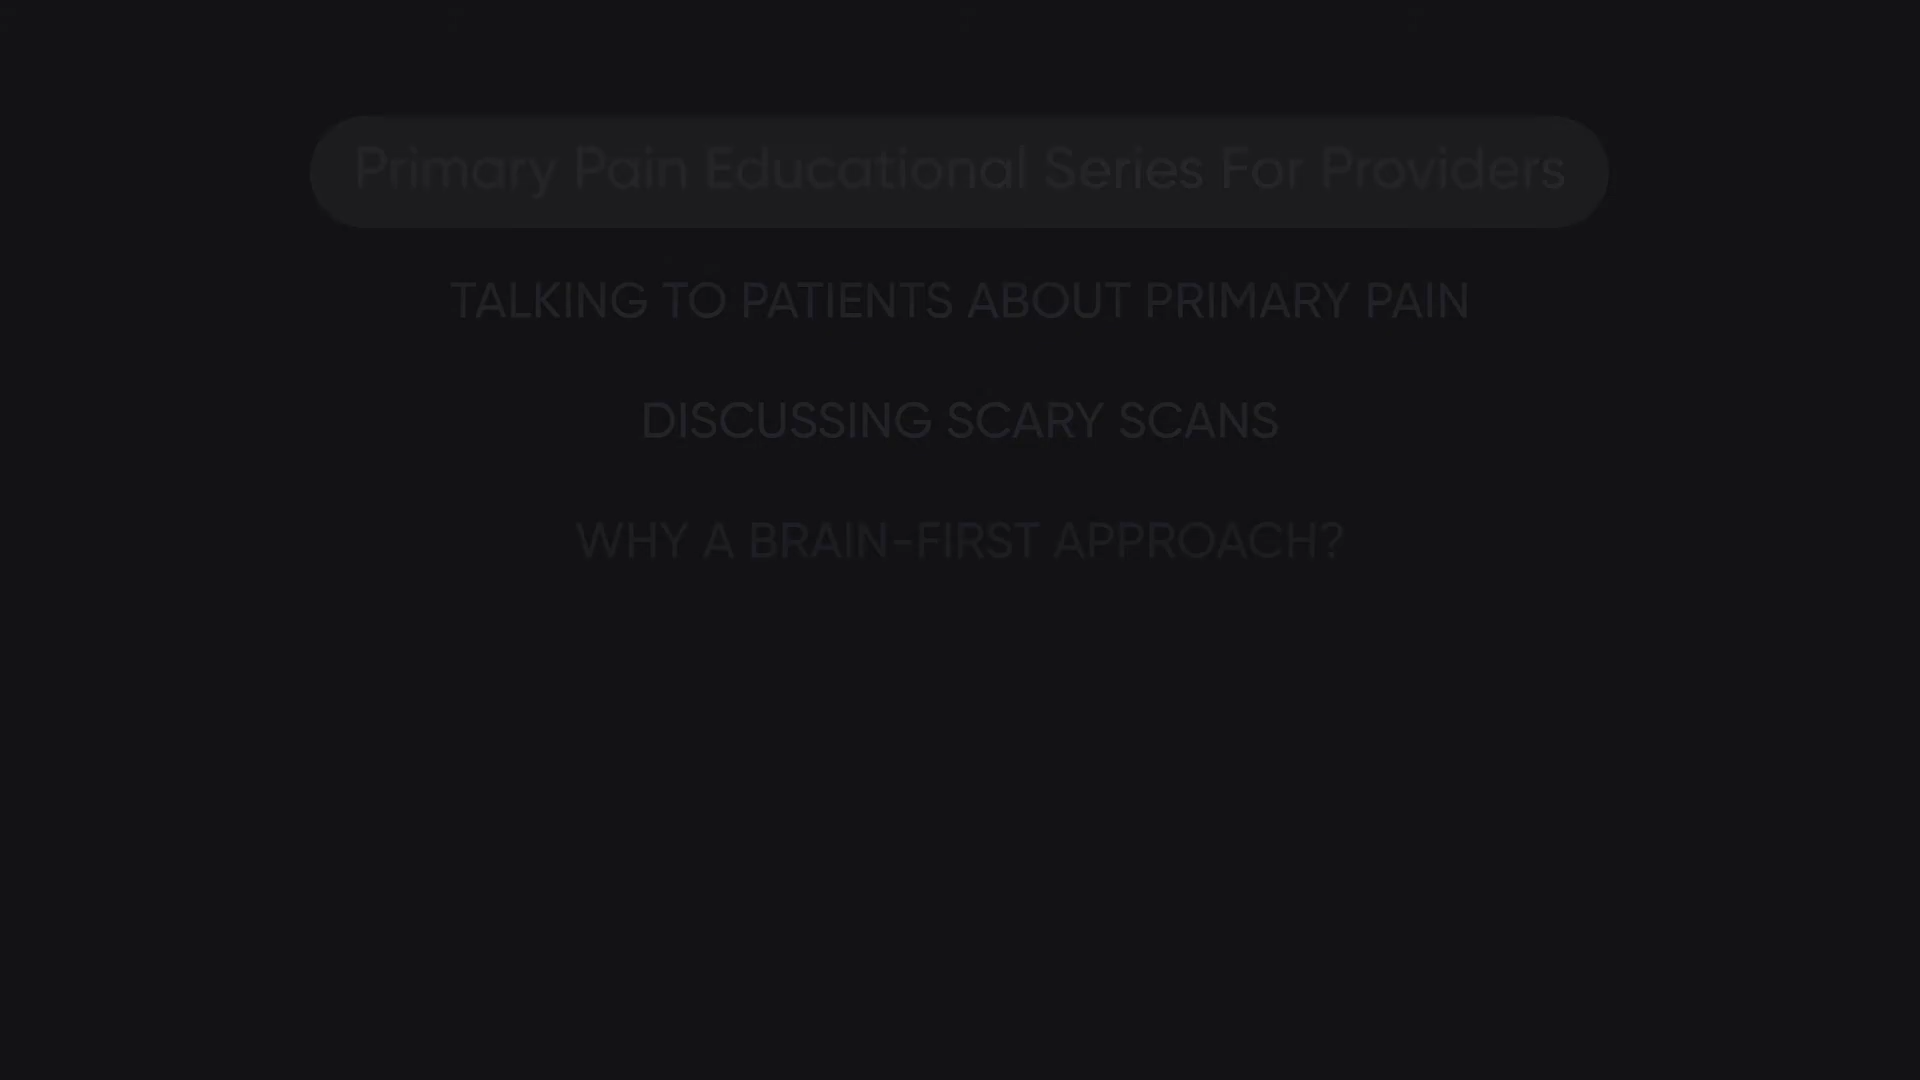 Primary Pain Educational Series For Providers
TALKING TO PATIENTS ABOUT PRIMARY PAIN
DISCUSSING SCARY SCANS
WHY A BRAIN-FIRST APPROACH?